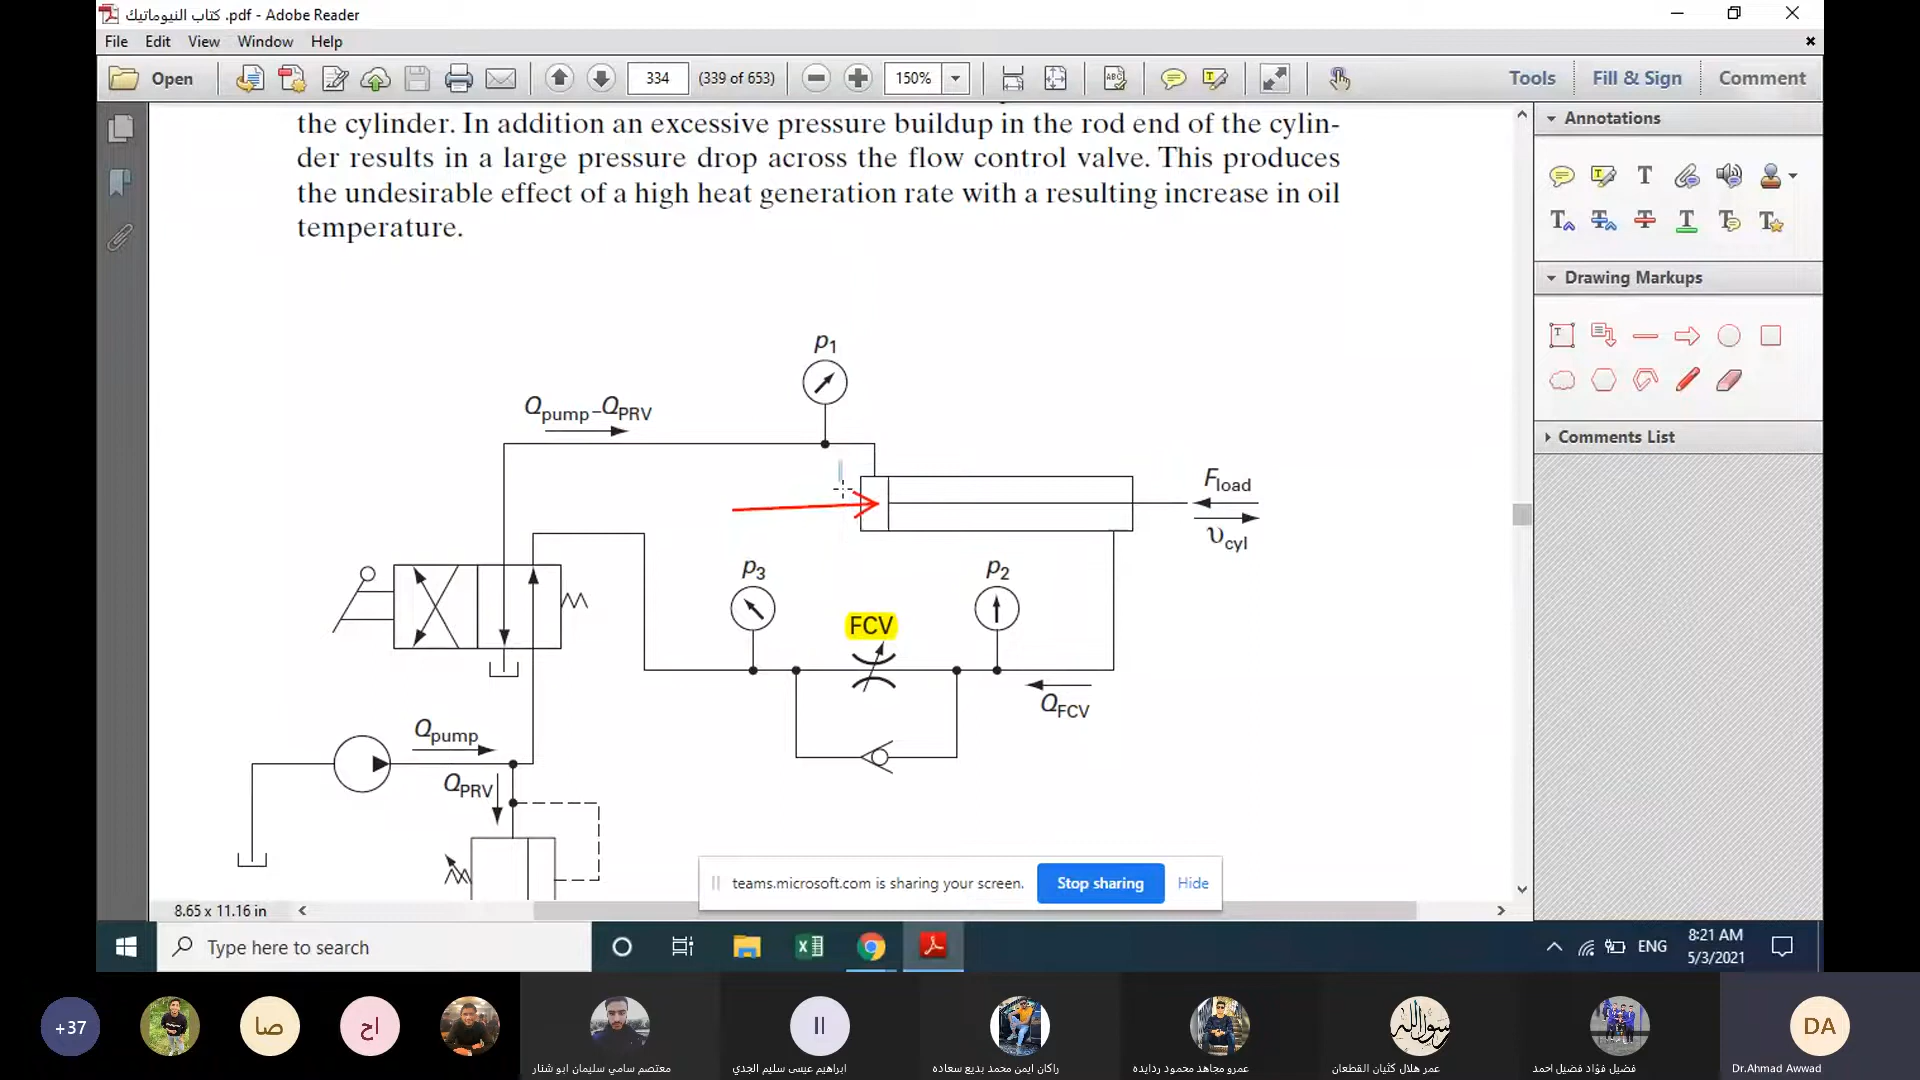 كتاب النيوماتيك .pdf - Adobe Reader
File Edit View Window Help
Open 334 (339 of 653) 150% Tools Fill & Sign Comment
the cylinder. In addition an excessive pressure buildup in the rod end of the cylin-
der results in a large pressure drop across the flow control valve. This produces
the undesirable effect of a high heat generation rate with a resulting increase in oil
temperature.
p1
Qpump–QPRV
Fload
υcyl
p3
p2
FCV
QFCV
Qpump
QPRV
Annotations
Drawing Markups
Comments List
teams.microsoft.com is sharing your screen. Stop sharing Hide
8.65 x 11.16 in
Type here to search
ENG
8:21 AM
5/3/2021
+37
صا
اح
II
DA
معتصم سامي سليمان ابو شنار
ابراهيم عيسى سليم الجدي
راكان ايمن محمد بديع سعاده
عمرو مجاهد محمود ردايده
عمر هلال كثيان القطعان
فضيل فؤاد فضيل احمد
Dr.Ahmad Awwad